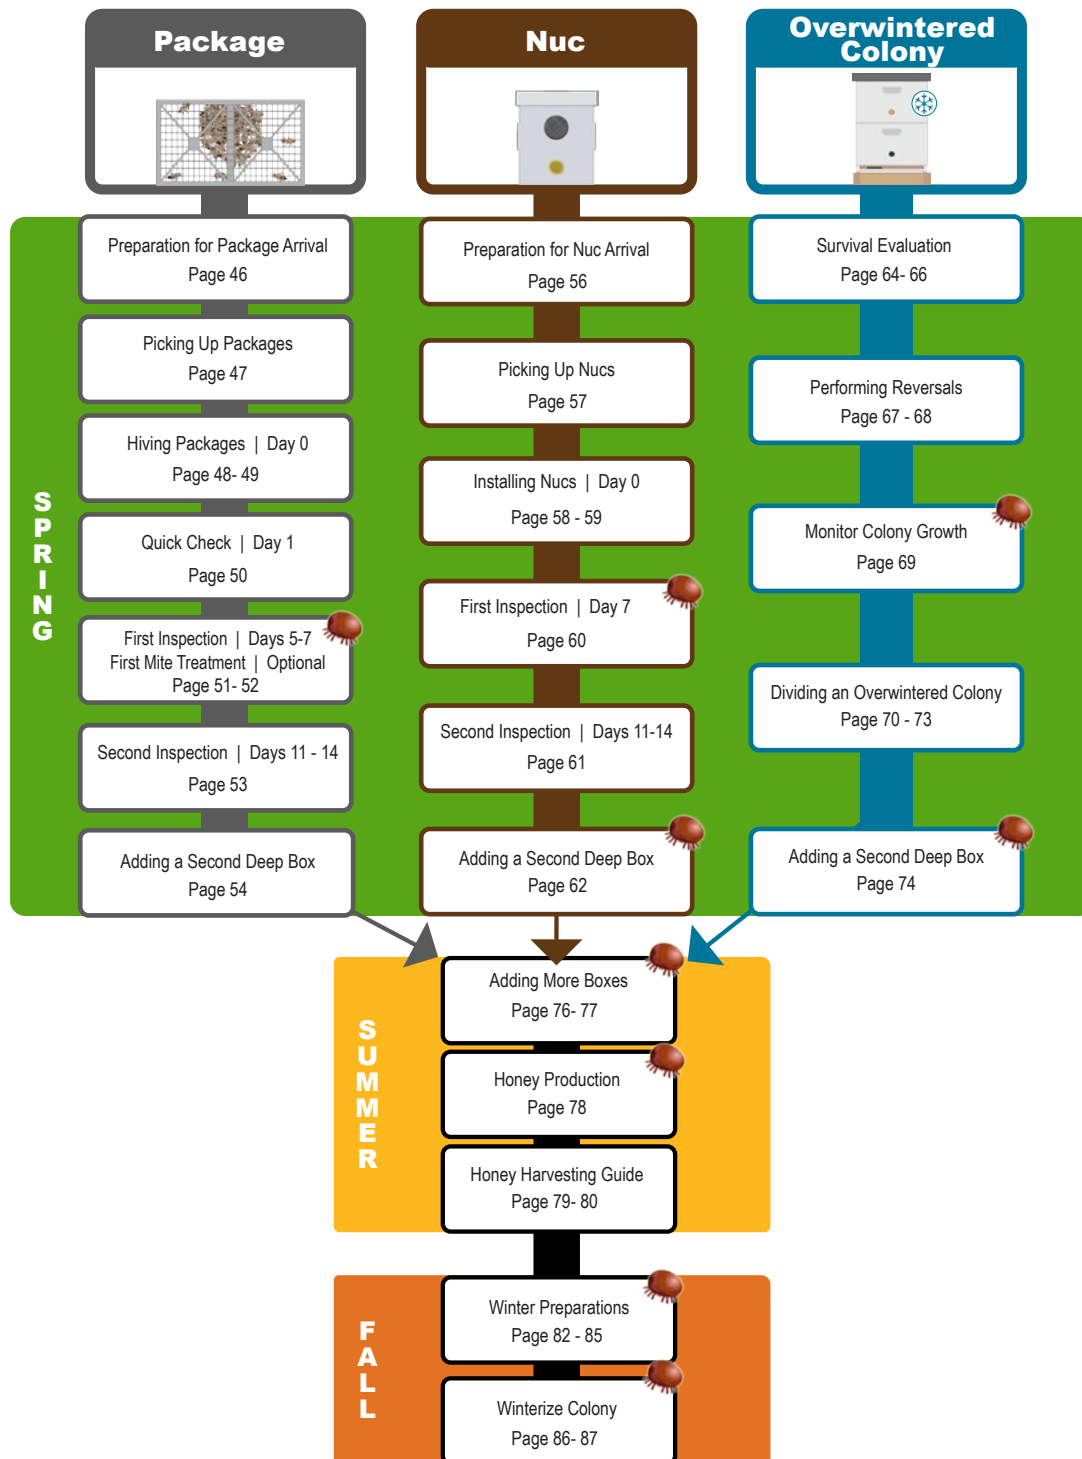 Package
Nuc
Overwintered
Colony
SPRING
Preparation for Package Arrival
Page 46
Picking Up Packages
Page 47
Hiving Packages | Day 0
Page 48- 49
Quick Check | Day 1
Page 50
First Inspection | Days 5-7
First Mite Treatment | Optional
Page 51- 52
Second Inspection | Days 11 - 14
Page 53
Adding a Second Deep Box
Page 54
Preparation for Nuc Arrival
Page 56
Picking Up Nucs
Page 57
Installing Nucs | Day 0
Page 58 - 59
First Inspection | Day 7
Page 60
Second Inspection | Days 11-14
Page 61
Adding a Second Deep Box
Page 62
Survival Evaluation
Page 64- 66
Performing Reversals
Page 67 - 68
Monitor Colony Growth
Page 69
Dividing an Overwintered Colony
Page 70 - 73
Adding a Second Deep Box
Page 74
SUMMER
Adding More Boxes
Page 76- 77
Honey Production
Page 78
Honey Harvesting Guide
Page 79- 80
FALL
Winter Preparations
Page 82 - 85
Winterize Colony
Page 86- 87